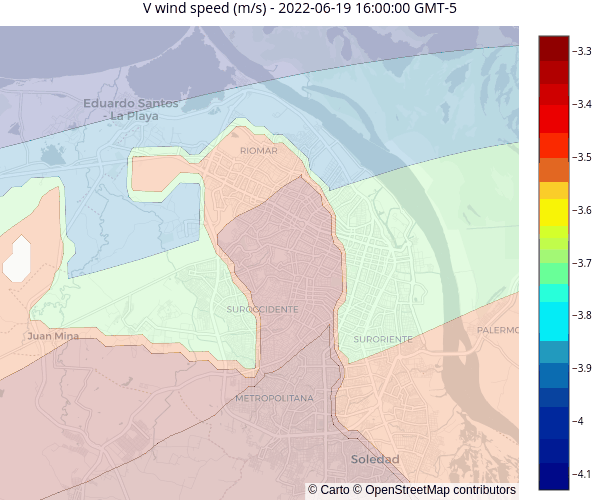 V wind speed (m/s) - 2022-06-19 16:00:00 GMT-5
Eduardo Santos
- La Playa
RIOMAR
SUROCCIDENTE
Juan Mina
SURORIENTE
PALERMO
METROPOLITANA
Soledad
© Carto © OpenStreetMap contributors
−3.3
−3.4
−3.5
−3.6
−3.7
−3.8
−3.9
−4
−4.1